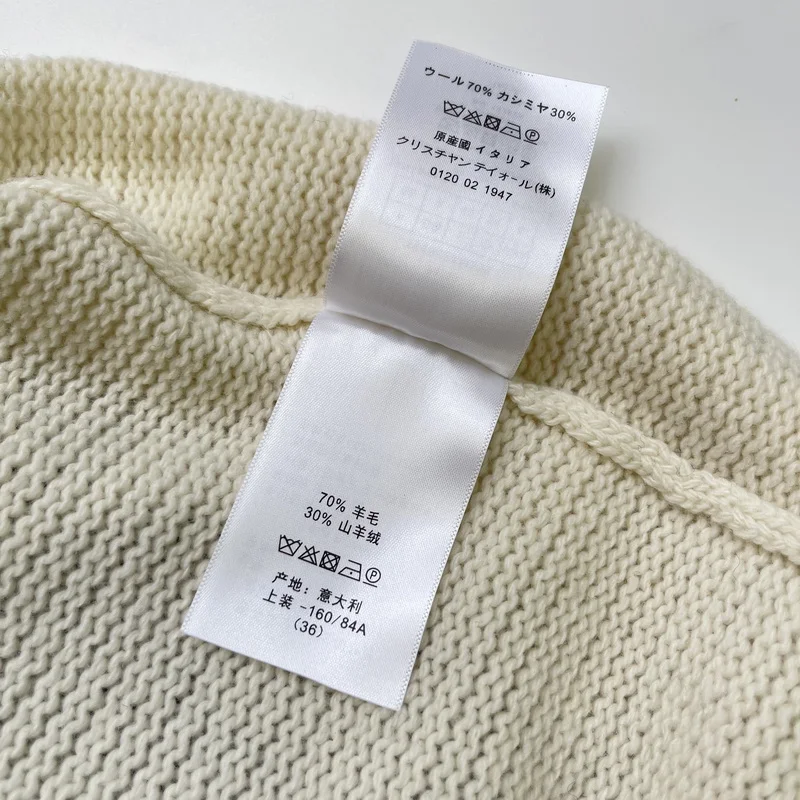 ウール70% カシミヤ30%
原産國イタリア
クリスチャンディオール(株)
0120 02 1947
70% 羊毛
30% 山羊绒
P
产地: 意大利
上装 -160/84A
(36)